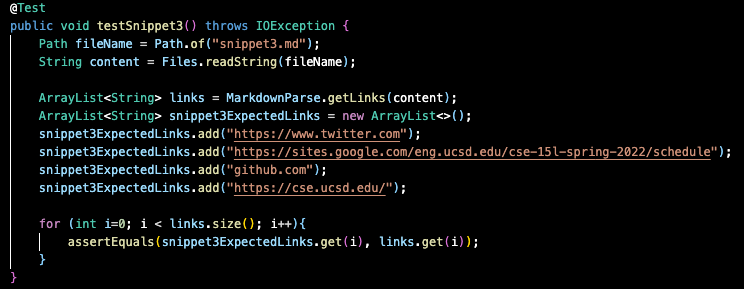 @Test
public void testSnippet3() throws IOException {
    Path fileName = Path.of("snippet3.md");
    String content = Files.readString(fileName);

    ArrayList<String> links = MarkdownParse.getLinks(content);
    ArrayList<String> snippet3ExpectedLinks = new ArrayList<>();
    snippet3ExpectedLinks.add("https://www.twitter.com");
    snippet3ExpectedLinks.add("https://sites.google.com/eng.ucsd.edu/cse-15l-spring-2022/schedule");
    snippet3ExpectedLinks.add("github.com");
    snippet3ExpectedLinks.add("https://cse.ucsd.edu/");

    for (int i=0; i < links.size(); i++){
        assertEquals(snippet3ExpectedLinks.get(i), links.get(i));
    }
}